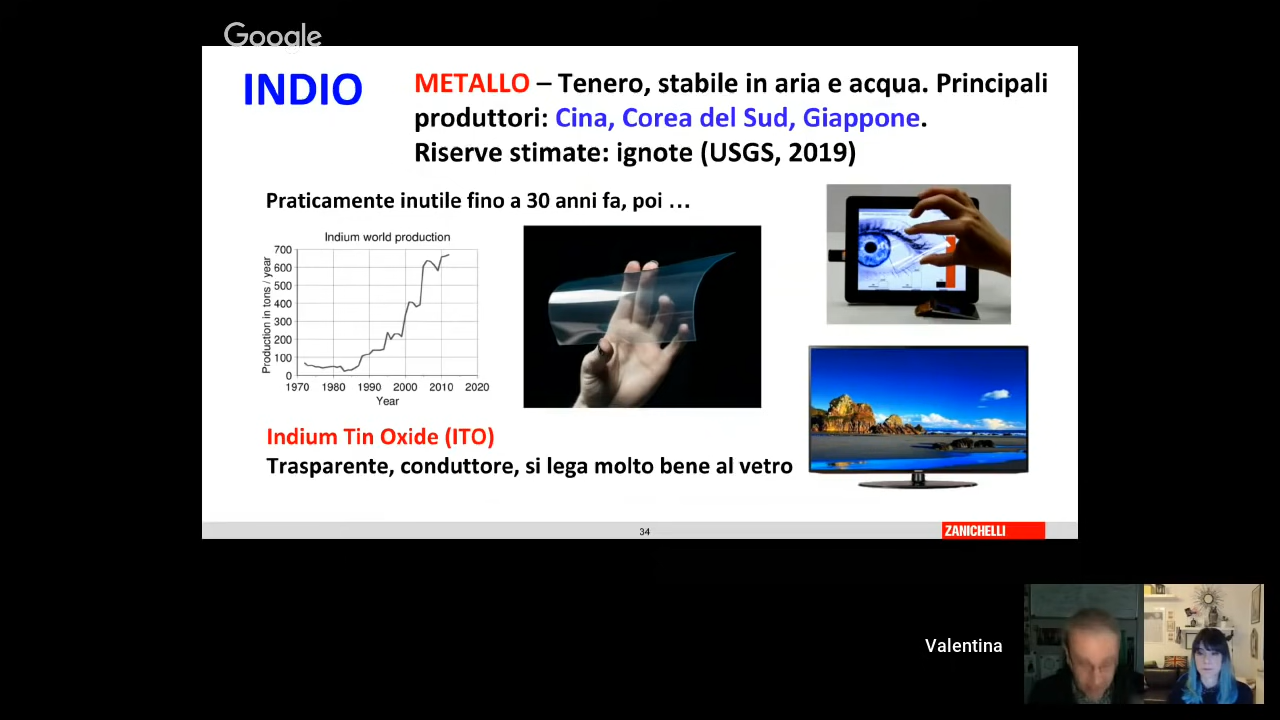 Google
INDIO
METALLO – Tenero, stabile in aria e acqua. Principali
produttori: Cina, Corea del Sud, Giappone.
Riserve stimate: ignote (USGS, 2019)
Praticamente inutile fino a 30 anni fa, poi …
Indium world production
Production in tons / year
700
600
500
400
300
200
100
0
1970 1980 1990 2000 2010 2020
Year
Indium Tin Oxide (ITO)
Trasparente, conduttore, si lega molto bene al vetro
34
ZANICHELLI
Valentina